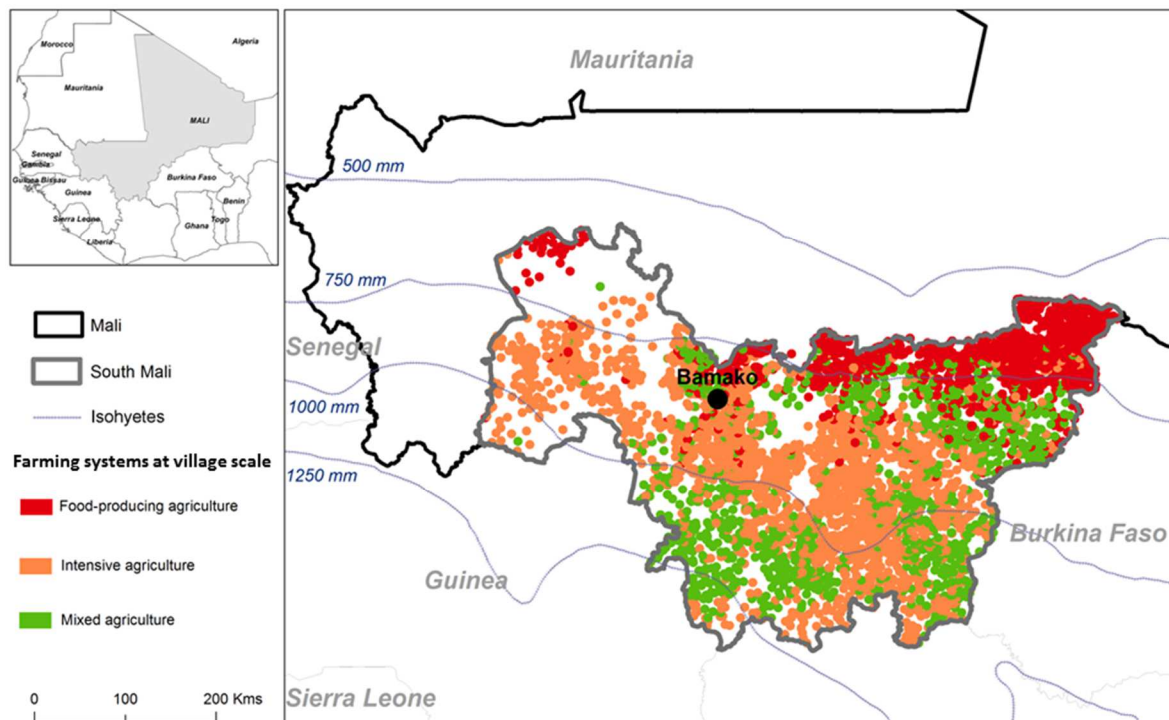 Morocco
Algeria
Mauritania
MALI
Senegal
Gambia
Guinea Bissau
Guinea
Burkina Faso
Benin
Sierra Leone
Ghana
Togo
Liberia
Mali
South Mali
Isohyetes
Farming systems at village scale
Food-producing agriculture
Intensive agriculture
Mixed agriculture
0 100 200 Kms
Mauritania
500 mm
750 mm
Senegal
Bamako
1000 mm
1250 mm
Burkina Faso
Guinea
Sierra Leone